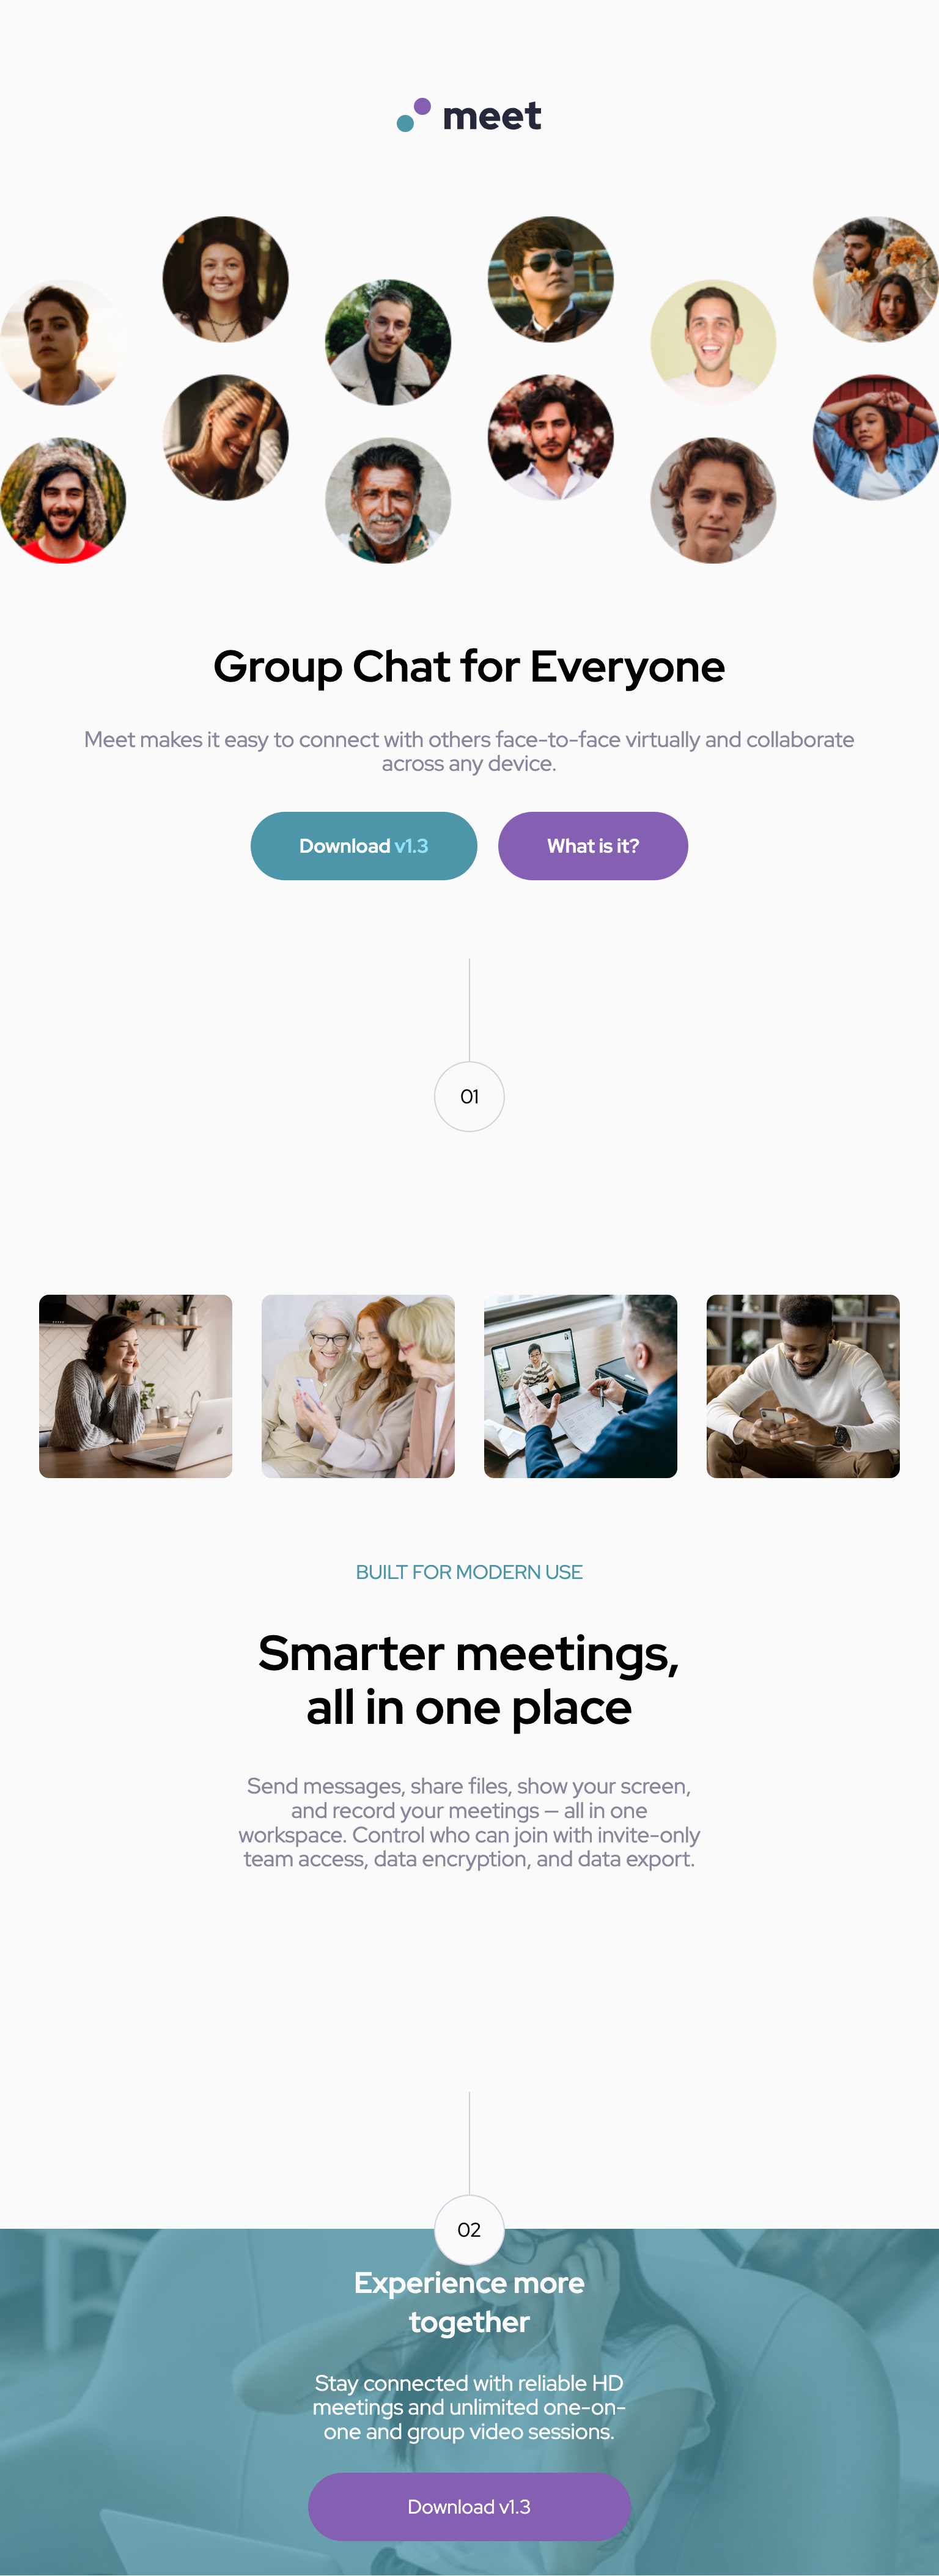 meet
Group Chat for Everyone
Meet makes it easy to connect with others face-to-face virtually and collaborate
across any device.
Download v1.3
What is it?
01
BUILT FOR MODERN USE
Smarter meetings,
all in one place
Send messages, share files, show your screen,
and record your meetings — all in one
workspace. Control who can join with invite-only
team access, data encryption, and data export.
02
Experience more
together
Stay connected with reliable HD
meetings and unlimited one-on-
one and group video sessions.
Download v1.3